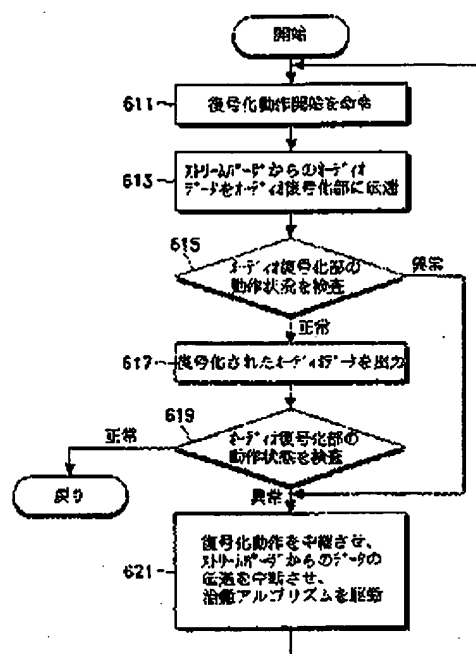 開始
611
復号化動作開始を命令
613
ストリームパーザからのオーディオ
データをオーディオ復号化部に伝達
615
オーディオ復号化部の
動作状況を検査
異常
正常
617
復号化されたオーディオデータを出力
619
オーディオ復号化部の
動作状態を検査
正常
異常
戻り
621
復号化動作を中継させ、
ストリームパーザからのデータの
伝達を中断させ、
治癒アルゴリズムを駆動